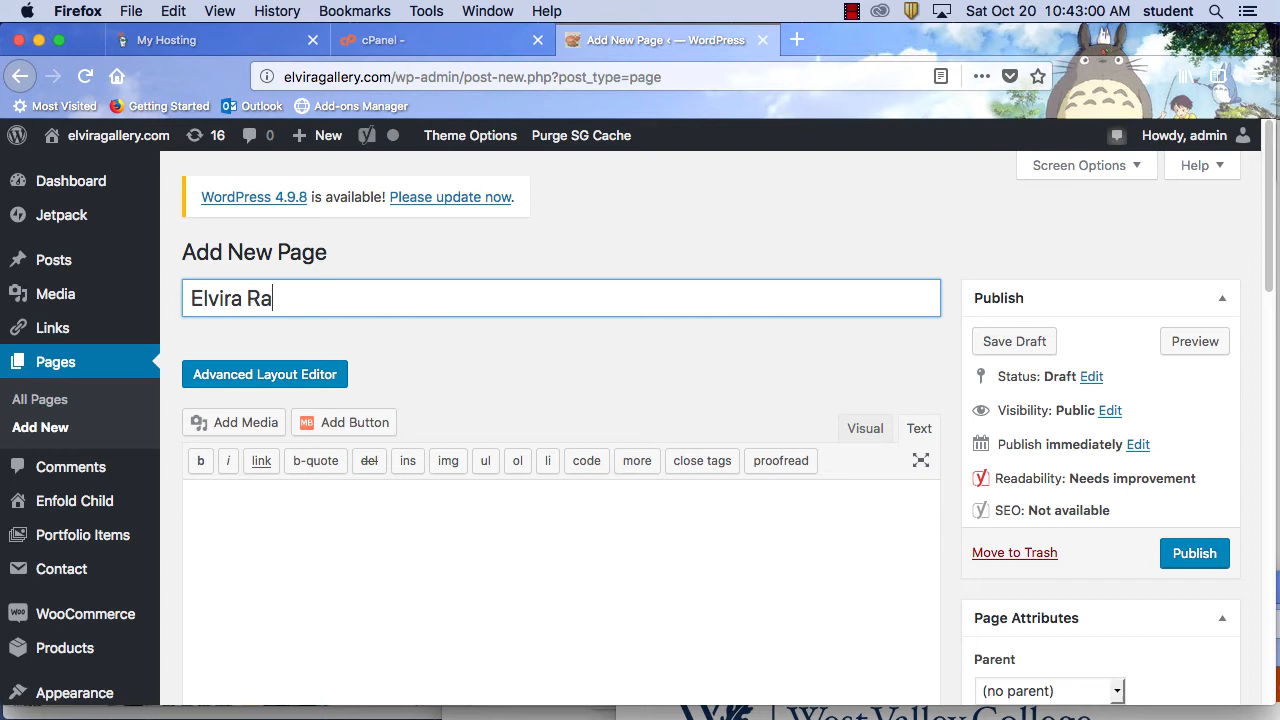 Firefox File Edit View History Bookmarks Tools Window Help Sat Oct 20 10:43:00 AM student
My Hosting cPanel - Add New Page ‹ — WordPress
elviragallery.com/wp-admin/post-new.php?post_type=page
Most Visited Getting Started Outlook Add-ons Manager
elviragallery.com 16 0 New Theme Options Purge SG Cache Howdy, admin
Screen Options Help
Dashboard
Jetpack
Posts
Media
Links
Pages
All Pages
Add New
Comments
Enfold Child
Portfolio Items
Contact
WooCommerce
Products
Appearance
WordPress 4.9.8 is available! Please update now.
Add New Page
Elvira Ra
Advanced Layout Editor
Add Media MB Add Button
Visual Text
b i link b-quote del ins img ul ol li code more close tags proofread
Publish
Save Draft Preview
Status: Draft Edit
Visibility: Public Edit
Publish immediately Edit
Readability: Needs improvement
SEO: Not available
Move to Trash Publish
Page Attributes
Parent
(no parent)
West Valley College